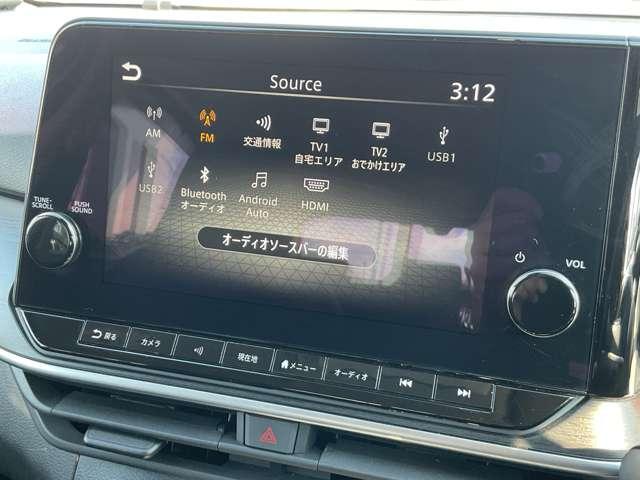 Source
3:12
AM
FM
交通情報
TV1
自宅エリア
TV2
おでかけエリア
USB1
USB2
Bluetooth
オーディオ
Android
Auto
HDMI
オーディオソースバーの編集
TUNE·
SCROLL
PUSH
SOUND
VOL
戻る
カメラ
現在地
メニュー
オーディオ